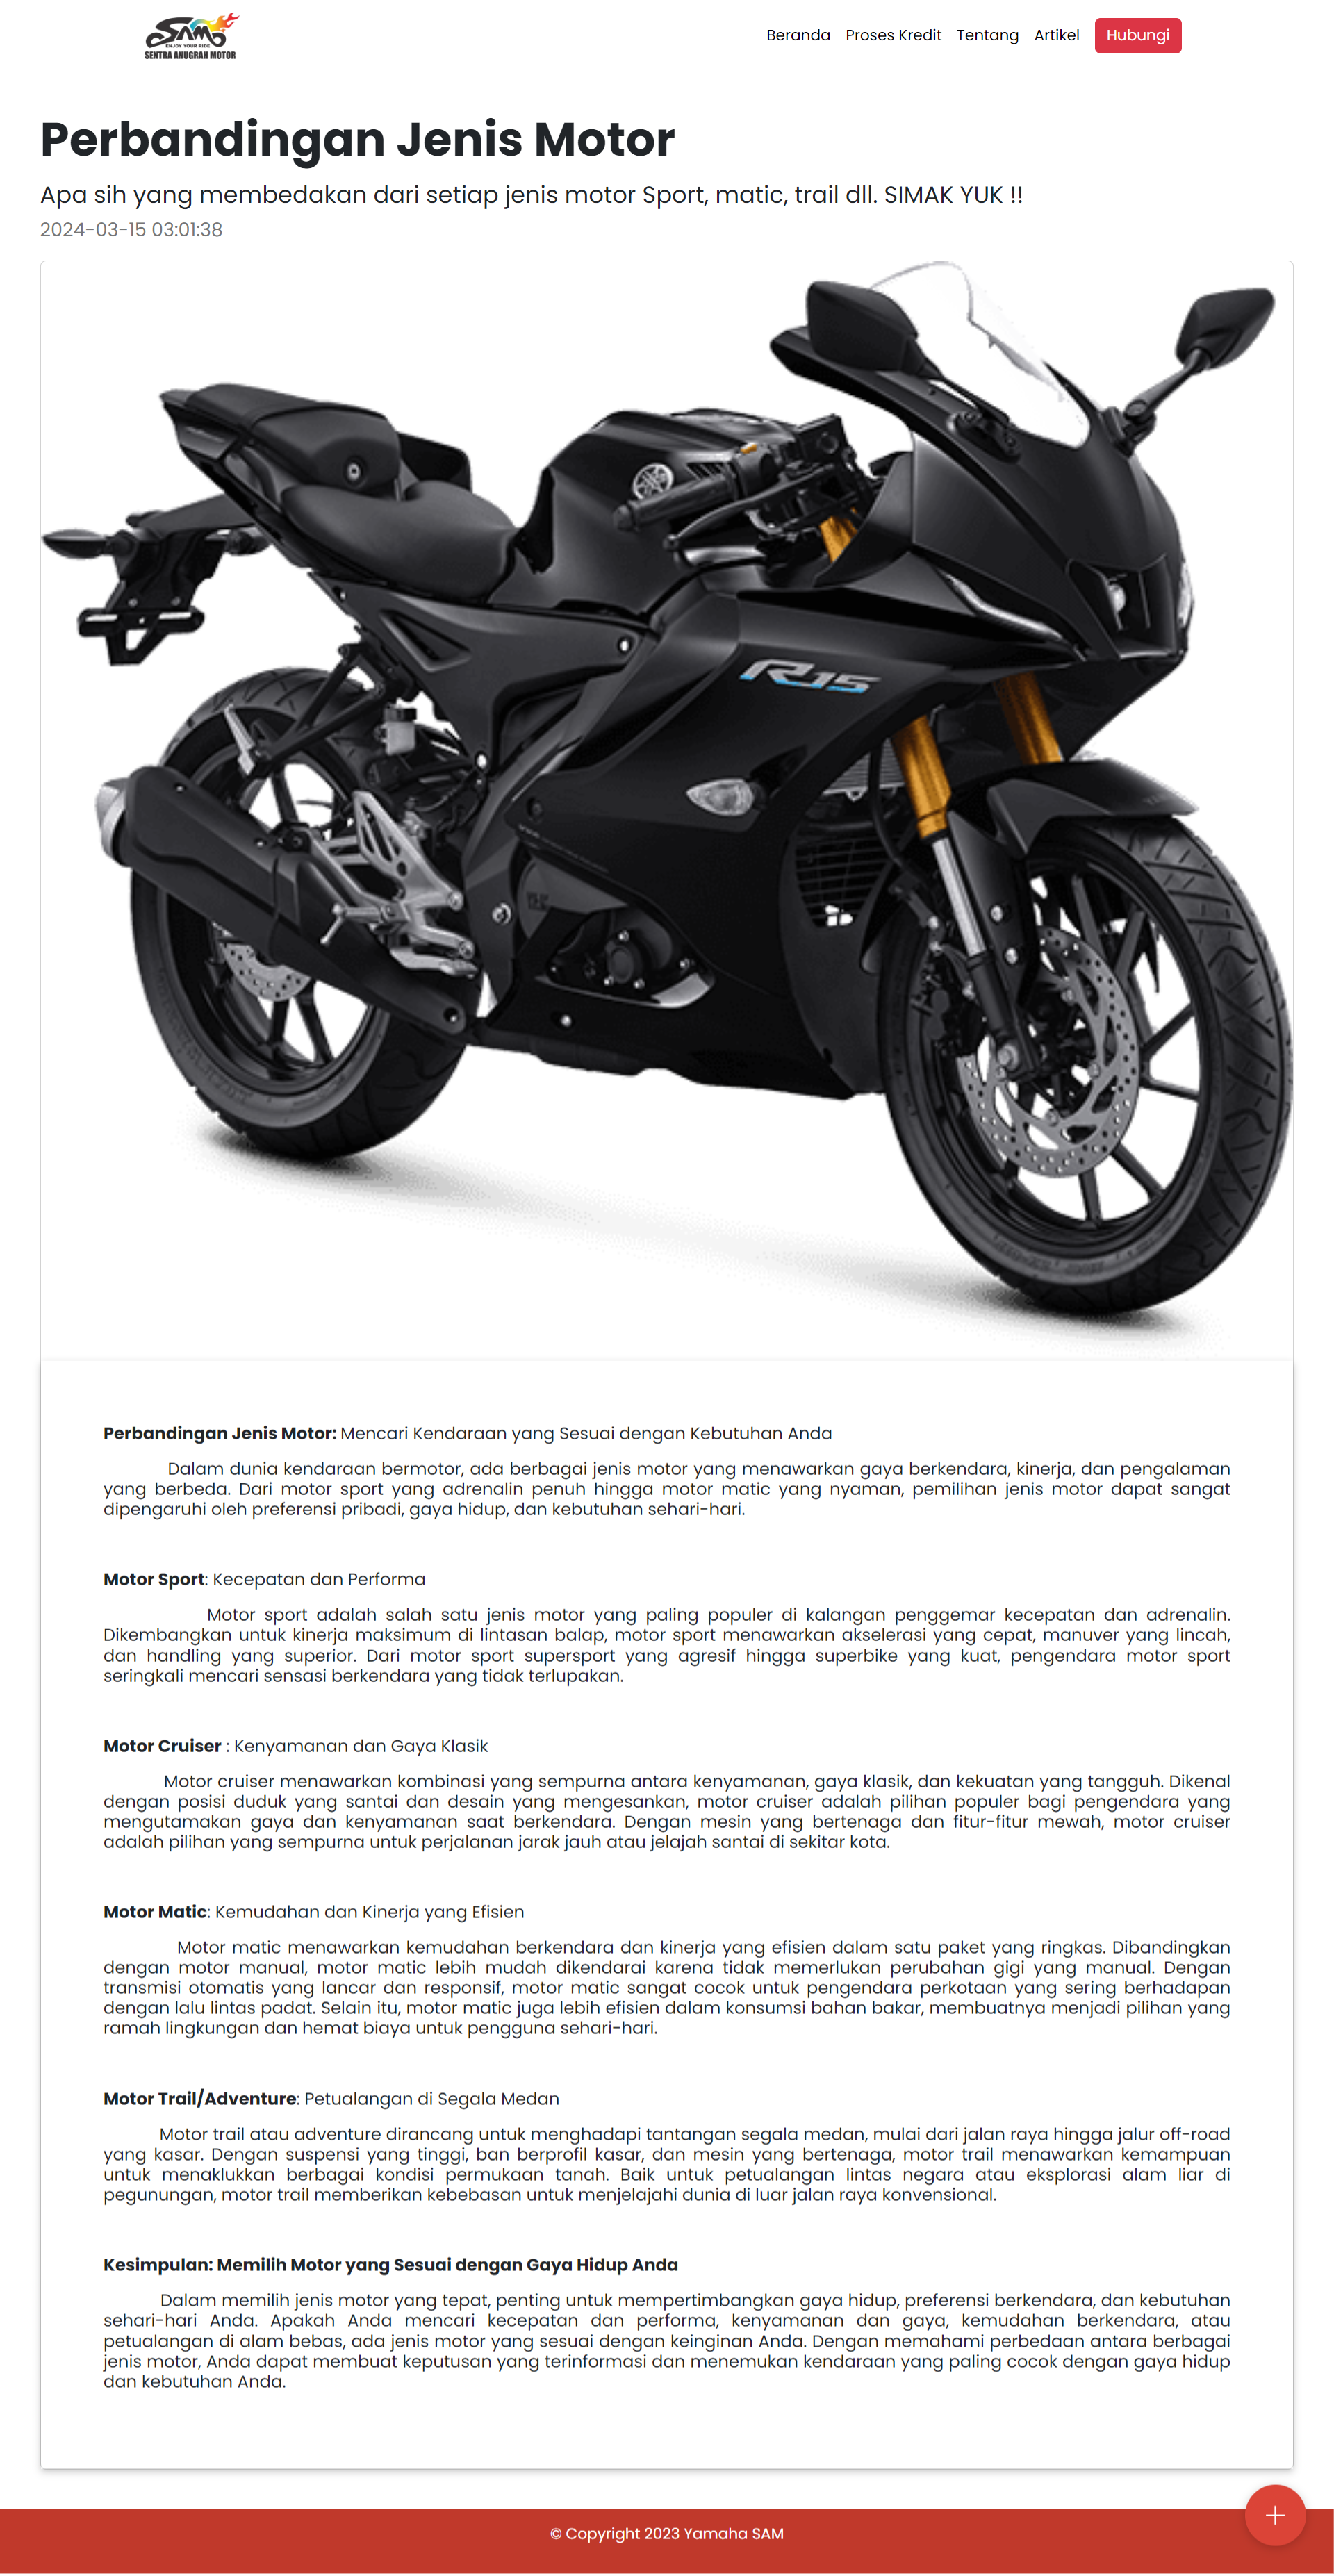 SAM
ENJOY YOUR RIDE
SENTRA ANUGRAH MOTOR
Beranda Proses Kredit Tentang Artikel Hubungi
Perbandingan Jenis Motor
Apa sih yang membedakan dari setiap jenis motor Sport, matic, trail dll. SIMAK YUK !!
2024-03-15 03:01:38
R15
Perbandingan Jenis Motor: Mencari Kendaraan yang Sesuai dengan Kebutuhan Anda
Dalam dunia kendaraan bermotor, ada berbagai jenis motor yang menawarkan gaya berkendara, kinerja, dan pengalaman
yang berbeda. Dari motor sport yang adrenalin penuh hingga motor matic yang nyaman, pemilihan jenis motor dapat sangat
dipengaruhi oleh preferensi pribadi, gaya hidup, dan kebutuhan sehari-hari.
Motor Sport: Kecepatan dan Performa
Motor sport adalah salah satu jenis motor yang paling populer di kalangan penggemar kecepatan dan adrenalin.
Dikembangkan untuk kinerja maksimum di lintasan balap, motor sport menawarkan akselerasi yang cepat, manuver yang lincah,
dan handling yang superior. Dari motor sport supersport yang agresif hingga superbike yang kuat, pengendara motor sport
seringkali mencari sensasi berkendara yang tidak terlupakan.
Motor Cruiser : Kenyamanan dan Gaya Klasik
Motor cruiser menawarkan kombinasi yang sempurna antara kenyamanan, gaya klasik, dan kekuatan yang tangguh. Dikenal
dengan posisi duduk yang santai dan desain yang mengesankan, motor cruiser adalah pilihan populer bagi pengendara yang
mengutamakan gaya dan kenyamanan saat berkendara. Dengan mesin yang bertenaga dan fitur-fitur mewah, motor cruiser
adalah pilihan yang sempurna untuk perjalanan jarak jauh atau jelajah santai di sekitar kota.
Motor Matic: Kemudahan dan Kinerja yang Efisien
Motor matic menawarkan kemudahan berkendara dan kinerja yang efisien dalam satu paket yang ringkas. Dibandingkan
dengan motor manual, motor matic lebih mudah dikendarai karena tidak memerlukan perubahan gigi yang manual. Dengan
transmisi otomatis yang lancar dan responsif, motor matic sangat cocok untuk pengendara perkotaan yang sering berhadapan
dengan lalu lintas padat. Selain itu, motor matic juga lebih efisien dalam konsumsi bahan bakar, membuatnya menjadi pilihan yang
ramah lingkungan dan hemat biaya untuk pengguna sehari-hari.
Motor Trail/Adventure: Petualangan di Segala Medan
Motor trail atau adventure dirancang untuk menghadapi tantangan segala medan, mulai dari jalan raya hingga jalur off-road
yang kasar. Dengan suspensi yang tinggi, ban berprofil kasar, dan mesin yang bertenaga, motor trail menawarkan kemampuan
untuk menaklukkan berbagai kondisi permukaan tanah. Baik untuk petualangan lintas negara atau eksplorasi alam liar di
pegunungan, motor trail memberikan kebebasan untuk menjelajahi dunia di luar jalan raya konvensional.
Kesimpulan: Memilih Motor yang Sesuai dengan Gaya Hidup Anda
Dalam memilih jenis motor yang tepat, penting untuk mempertimbangkan gaya hidup, preferensi berkendara, dan kebutuhan
sehari-hari Anda. Apakah Anda mencari kecepatan dan performa, kenyamanan dan gaya, kemudahan berkendara, atau
petualangan di alam bebas, ada jenis motor yang sesuai dengan keinginan Anda. Dengan memahami perbedaan antara berbagai
jenis motor, Anda dapat membuat keputusan yang terinformasi dan menemukan kendaraan yang paling cocok dengan gaya hidup
dan kebutuhan Anda.
© Copyright 2023 Yamaha SAM